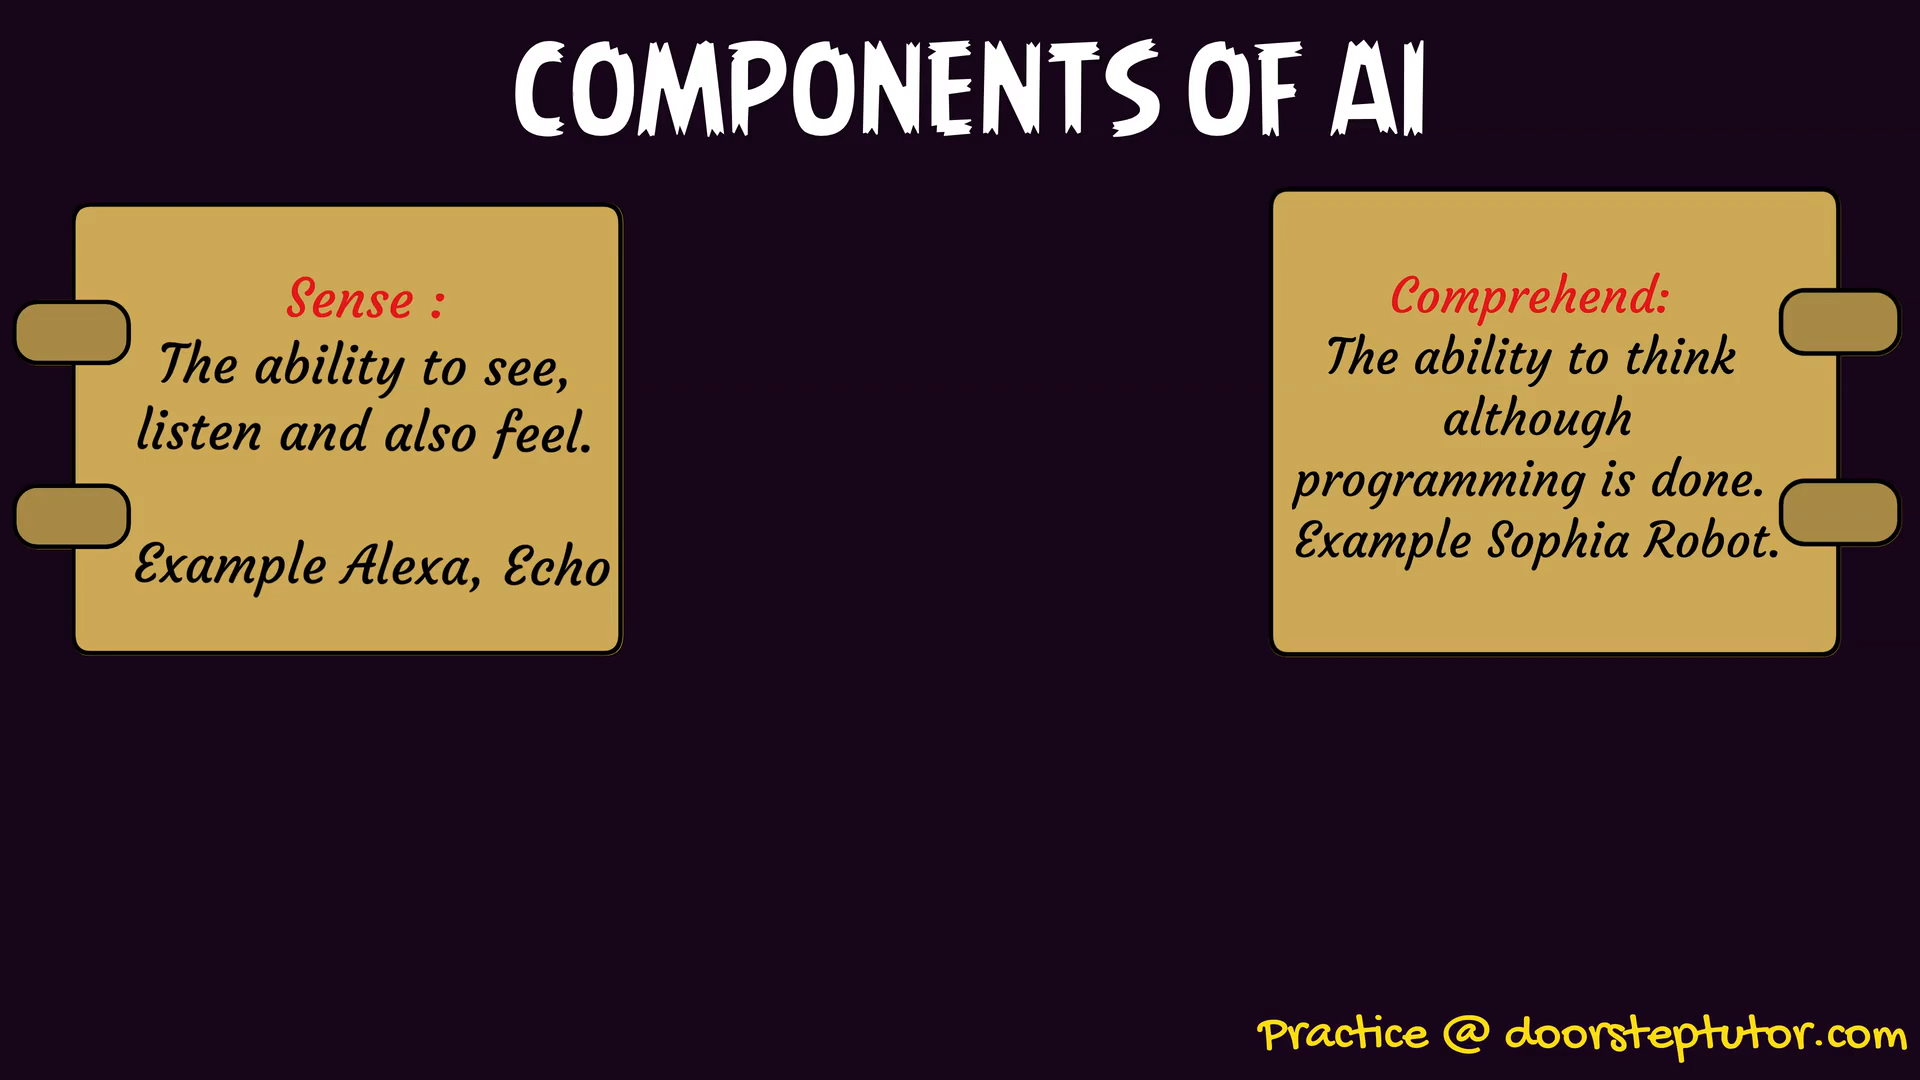 COMPONENTS OF AI
Sense :
The ability to see,
listen and also feel.
Example Alexa, Echo
Comprehend:
The ability to think
although
programming is done.
Example Sophia Robot.
Practice @ doorsteptutor.com